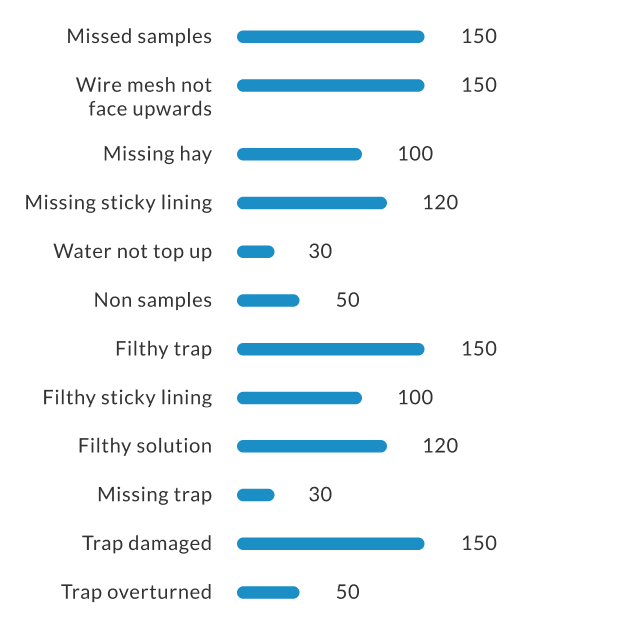 Missed samples 150
Wire mesh not 150
face upwards
Missing hay 100
Missing sticky lining 120
Water not top up 30
Non samples 50
Filthy trap 150
Filthy sticky lining 100
Filthy solution 120
Missing trap 30
Trap damaged 150
Trap overturned 50